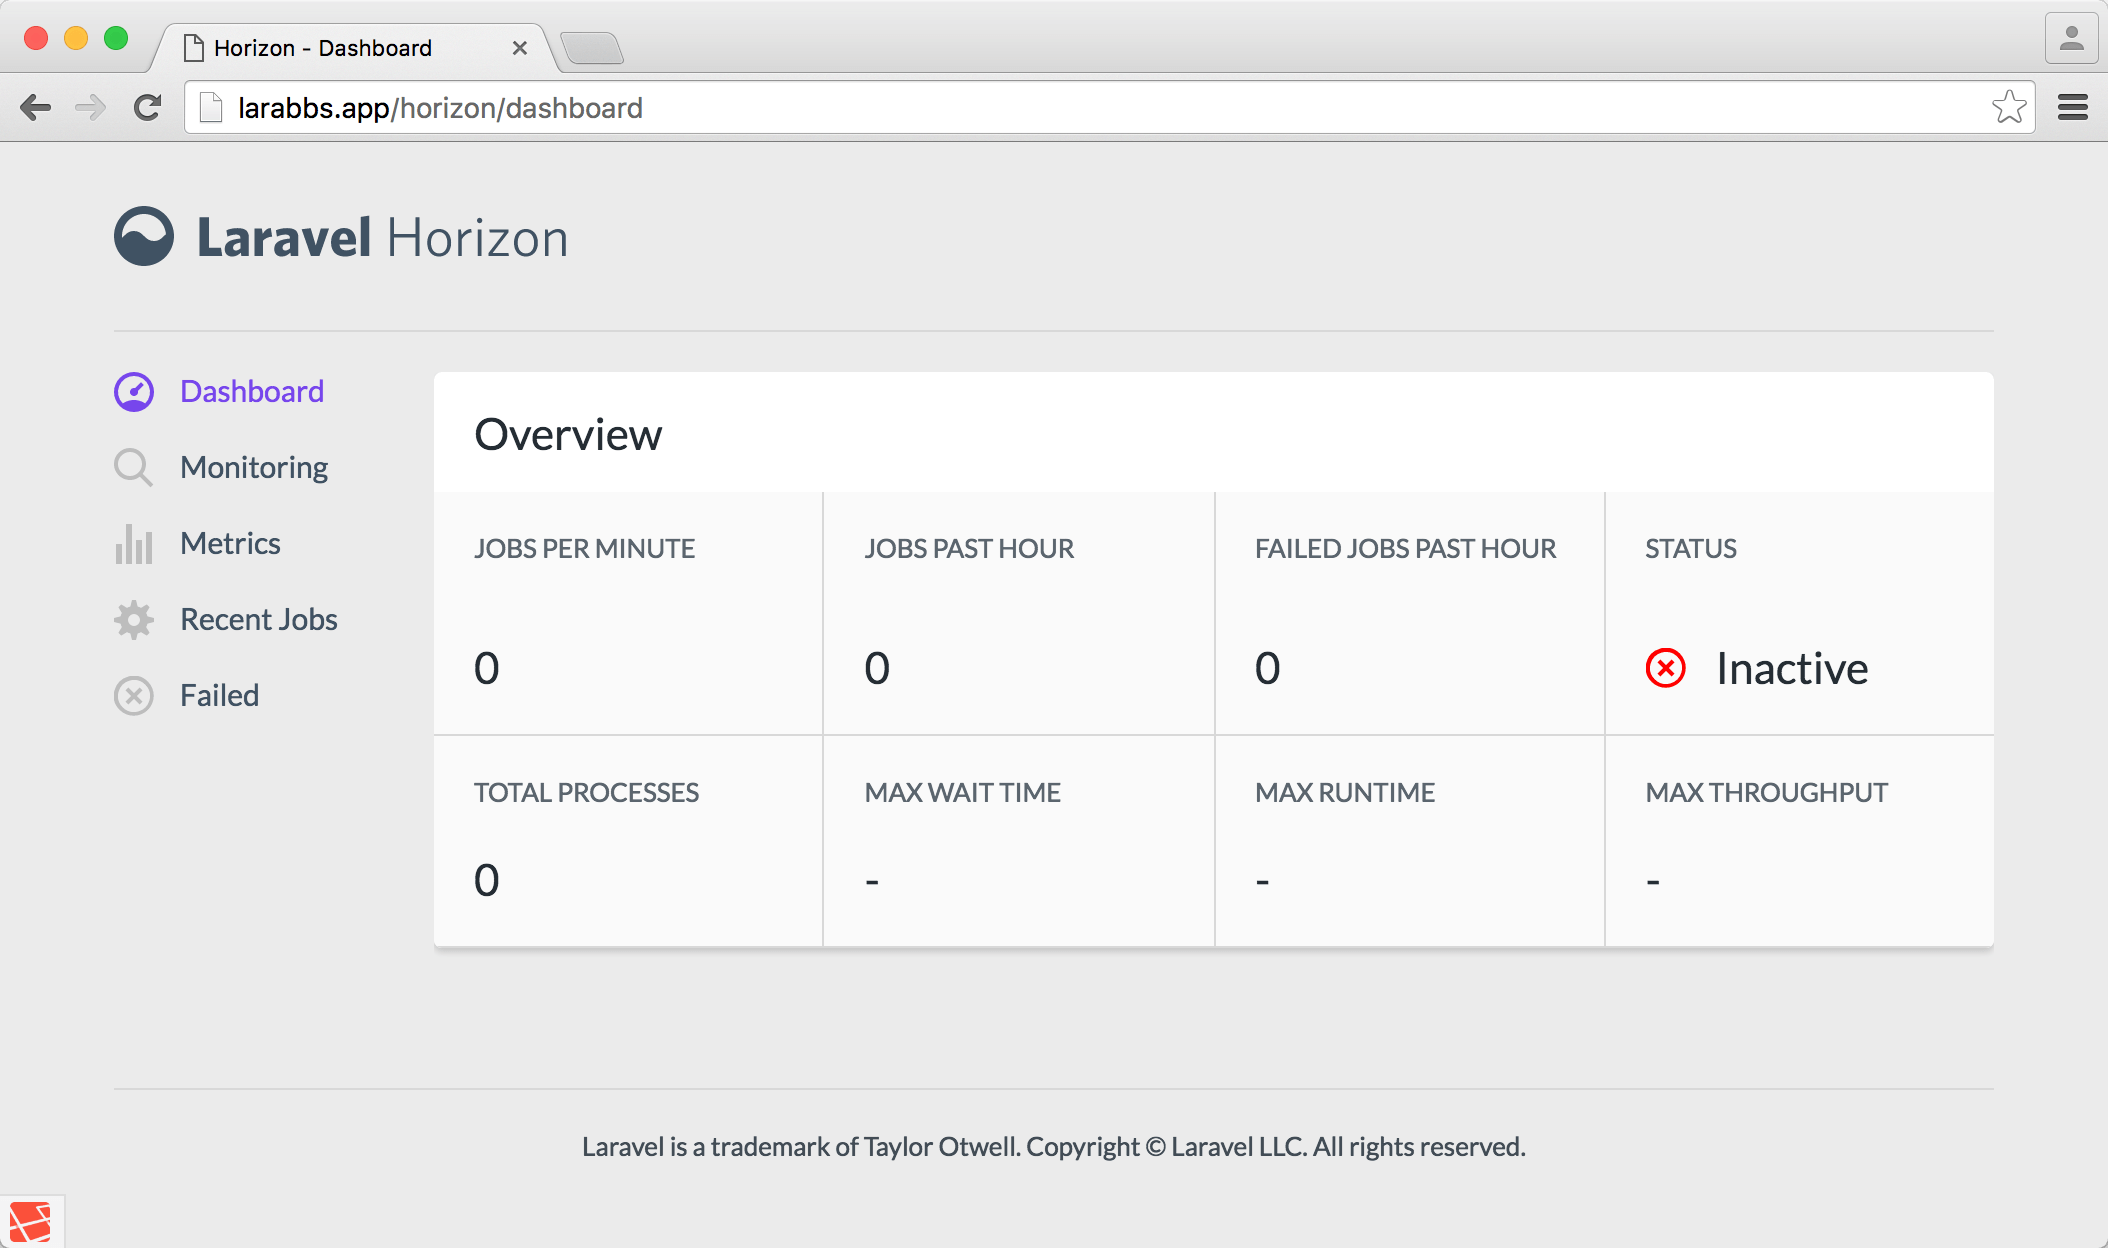 Horizon - Dashboard
larabbs.app/horizon/dashboard
Laravel Horizon
Dashboard
Monitoring
Metrics
Recent Jobs
Failed
Overview
JOBS PER MINUTE
0
JOBS PAST HOUR
0
FAILED JOBS PAST HOUR
0
STATUS
Inactive
TOTAL PROCESSES
0
MAX WAIT TIME
-
MAX RUNTIME
-
MAX THROUGHPUT
-
Laravel is a trademark of Taylor Otwell. Copyright © Laravel LLC. All rights reserved.